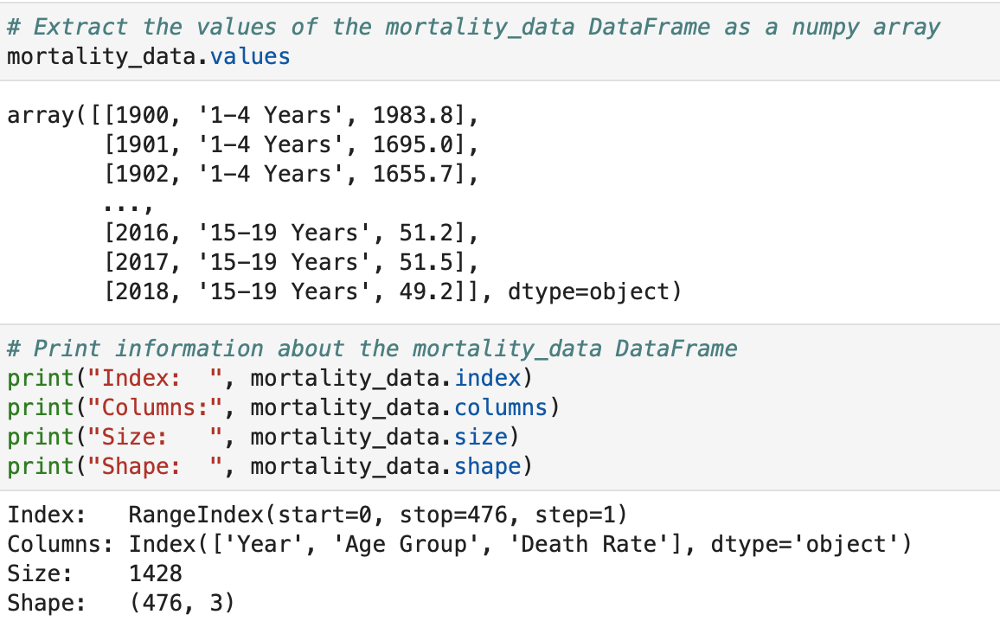 # Extract the values of the mortality_data DataFrame as a numpy array
mortality_data.values
array([[1900, '1-4 Years', 1983.8],
       [1901, '1-4 Years', 1695.0],
       [1902, '1-4 Years', 1655.7],
       ...,
       [2016, '15-19 Years', 51.2],
       [2017, '15-19 Years', 51.5],
       [2018, '15-19 Years', 49.2]], dtype=object)
# Print information about the mortality_data DataFrame
print("Index:  ", mortality_data.index)
print("Columns:", mortality_data.columns)
print("Size:   ", mortality_data.size)
print("Shape:  ", mortality_data.shape)
Index:   RangeIndex(start=0, stop=476, step=1)
Columns: Index(['Year', 'Age Group', 'Death Rate'], dtype='object')
Size:    1428
Shape:   (476, 3)